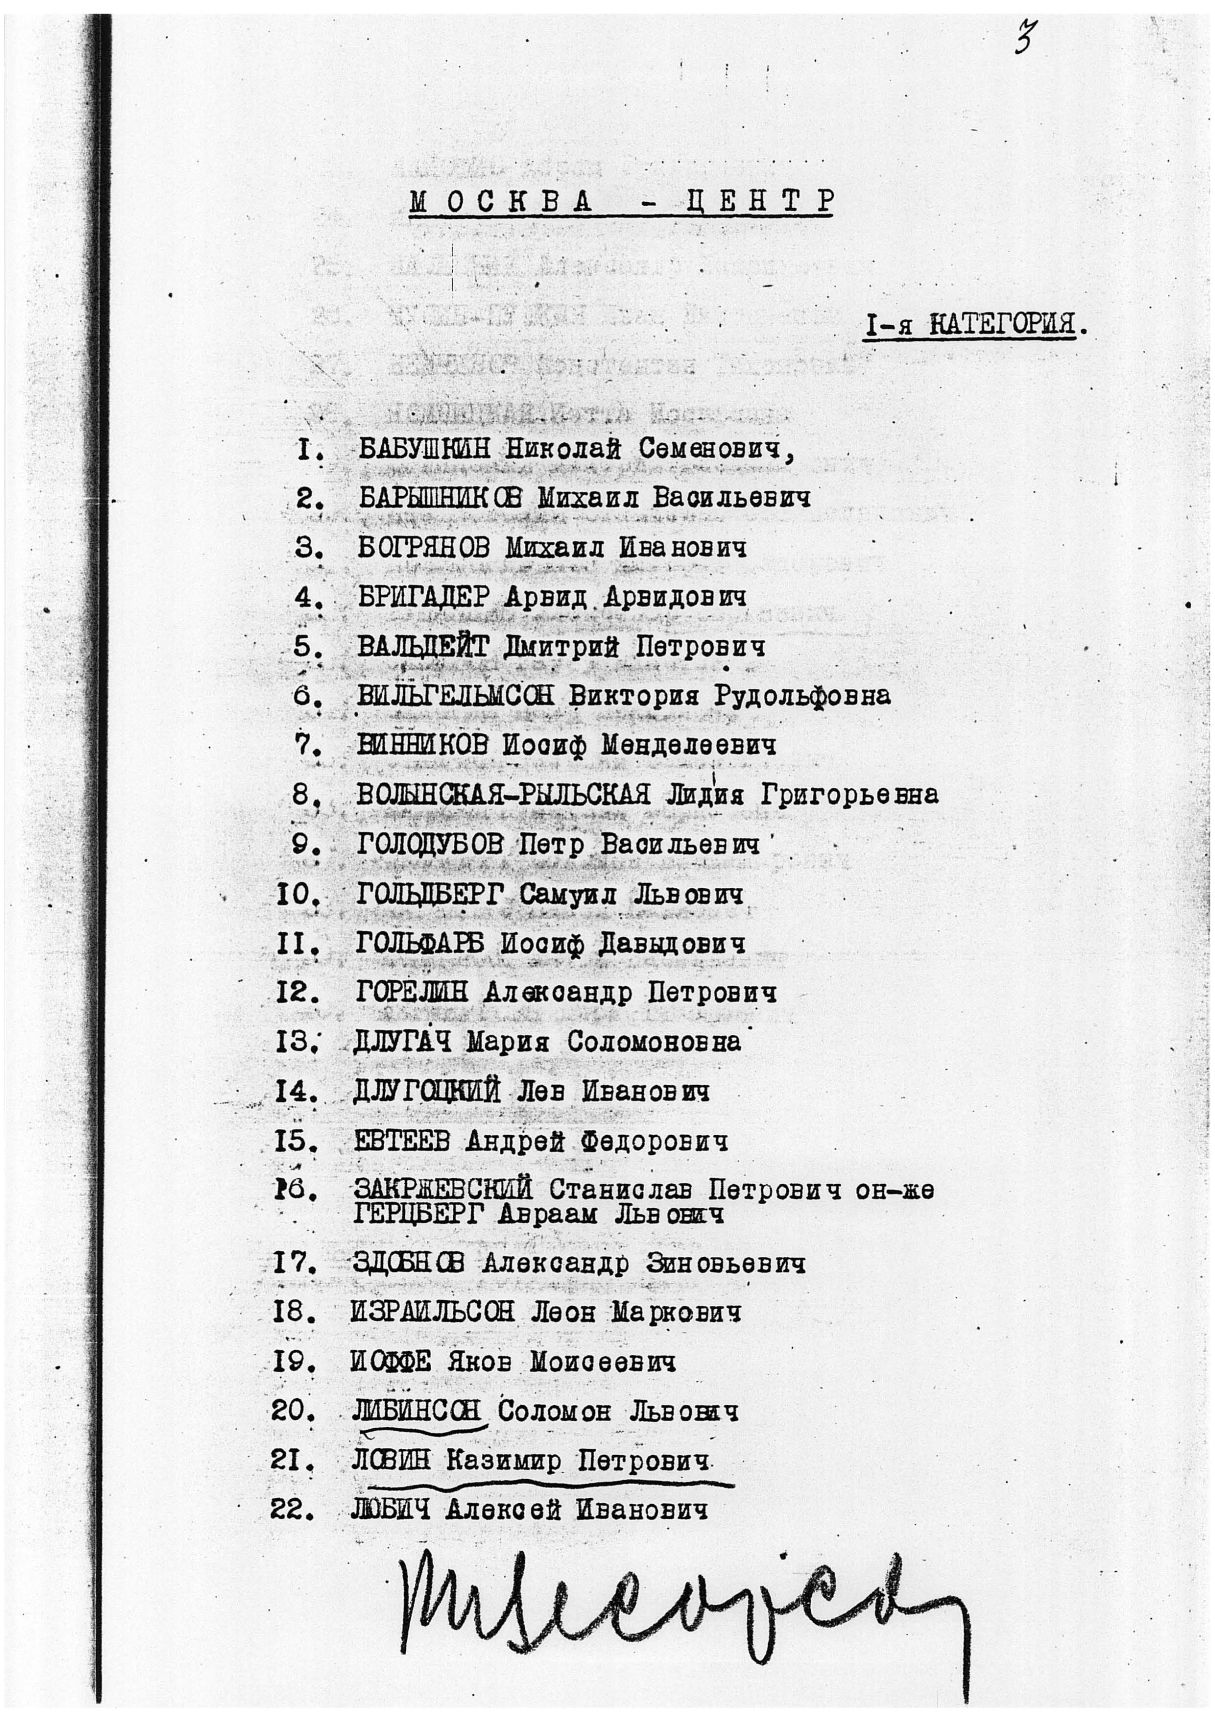 3
МОСКВА - ЦЕНТР
I-я КАТЕГОРИЯ.
I. БАБУШКИН Николай Семенович,
2. БАРЫШНИКОВ Михаил Васильевич
3. БОГРЯНОВ Михаил Иванович
4. БРИГАДЕР Арвид Арвидович
5. ВАЛЬДЕЙТ Дмитрий Петрович
6. ВИЛЬГЕЛЬМСОН Виктория Рудольфовна
7. ВИННИКОВ Иосиф Менделеевич
8. ВОЛЫНСКАЯ-РЫЛЬСКАЯ Лидия Григорьевна
9. ГОЛОДУБОВ Петр Васильевич
I0. ГОЛЬДБЕРГ Самуил Львович
II. ГОЛЬФАРБ Иосиф Давыдович
I2. ГОРЕЛИН Александр Петрович
I3. ДЛУГАЧ Мария Соломоновна
I4. ДЛУГОЦКИЙ Лев Иванович
I5. ЕВТЕЕВ Андрей Федорович
I6. ЗАКРЖЕВСКИЙ Станислав Петрович он-же
ГЕРЦБЕРГ Авраам Львович
I7. ЗДОБНОВ Александр Зиновьевич
I8. ИЗРАИЛЬСОН Леон Маркович
I9. ИОФФЕ Яков Моисеевич
20. ЛИБИНСОН Соломон Львович
2I. ЛОВИН Казимир Петрович
22. ЛЮБИЧ Алексей Иванович